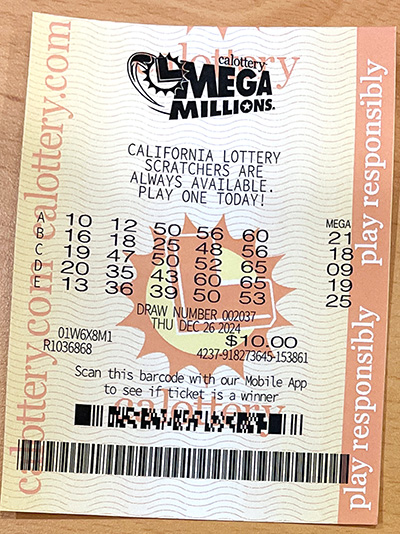 calottery
MEGA
MILLIONS
CALIFORNIA LOTTERY
SCRATCHERS ARE
ALWAYS AVAILABLE.
PLAY ONE TODAY!
MEGA
A 10 12 50 56 60 21
B 16 18 25 48 56 18
C 19 47 50 52 65 09
D 20 35 43 60 65 19
E 13 36 39 50 53 25
DRAW NUMBER 002037
THU DEC 26 2024
$10.00
01W6X8M1
R1036868
4237-918273645-153861
Scan this barcode with our Mobile App
to see if ticket is a winner
calottery
calottery
calottery.com calottery.com
play responsibly play responsibly